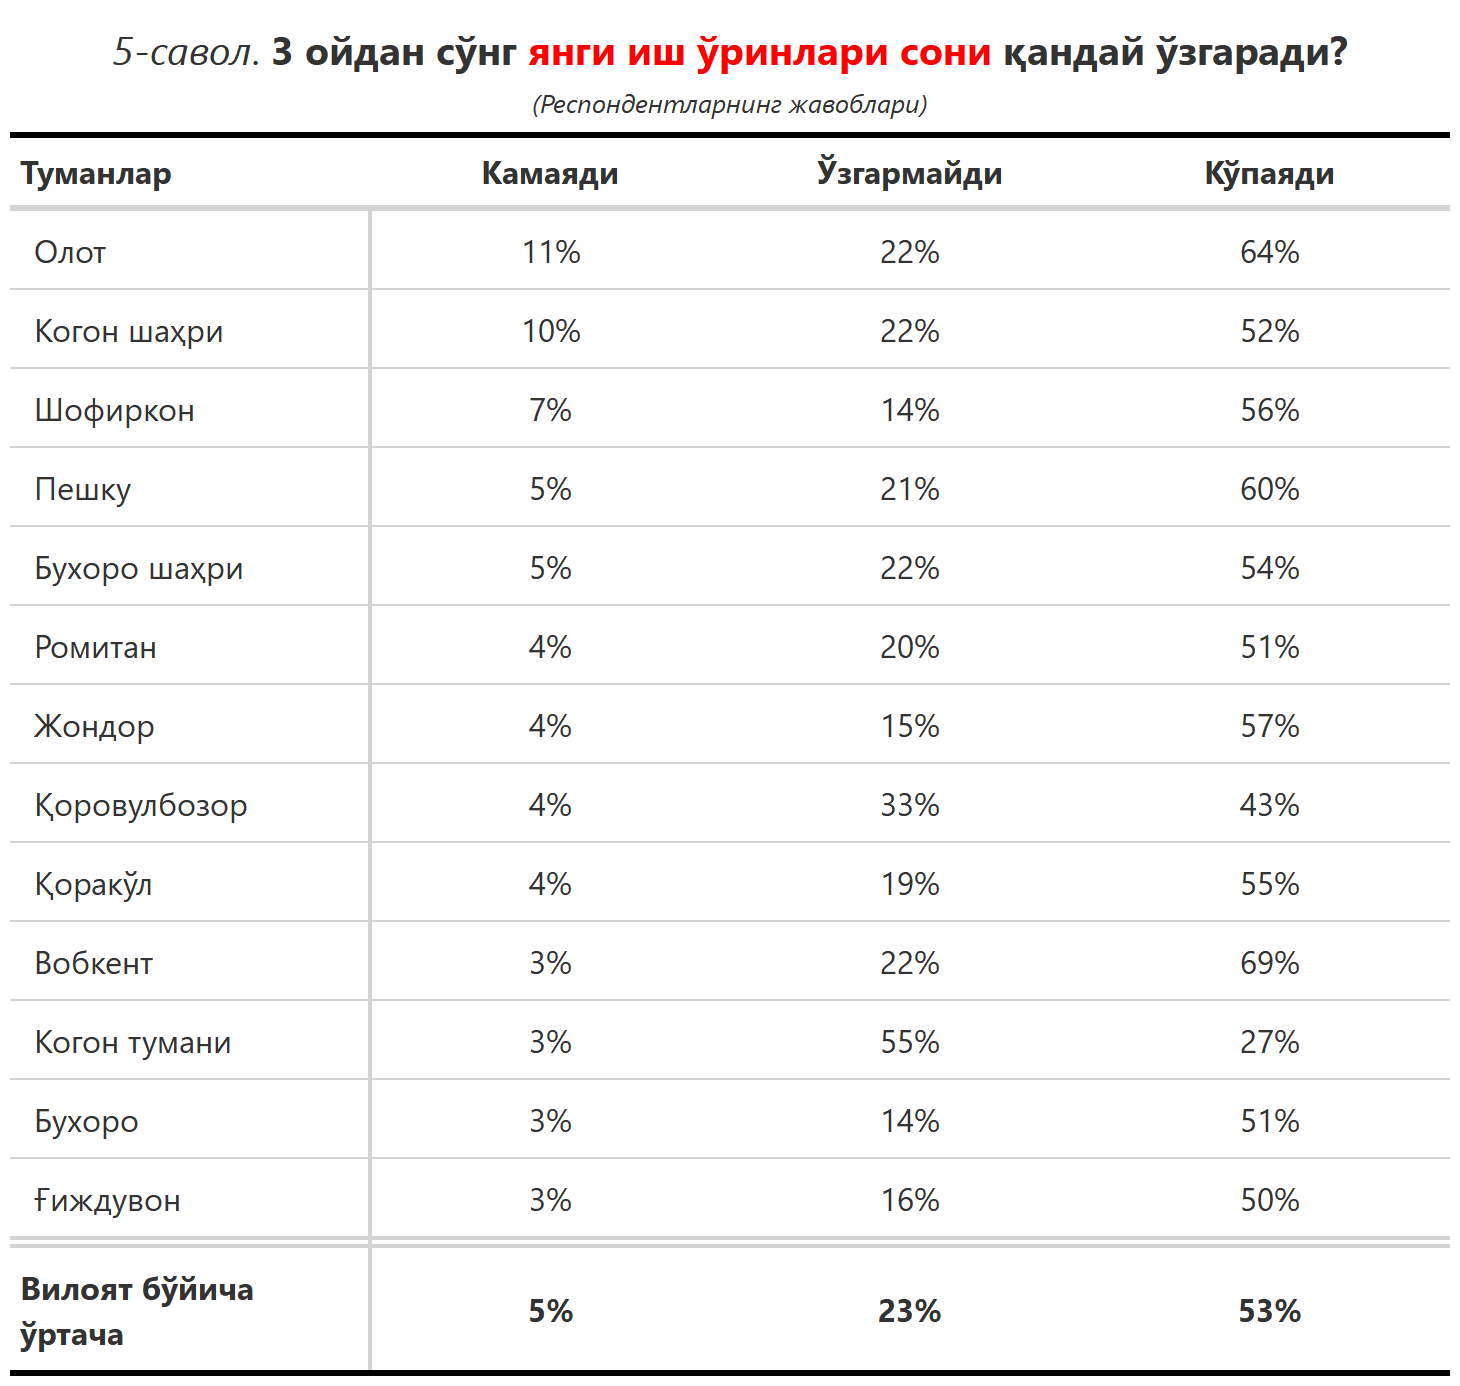 5-савол. 3 ойдан сўнг янги иш ўринлари сони қандай ўзгаради?
(Респондентларнинг жавоблари)
Туманлар Камаяди Ўзгармайди Кўпаяди
Олот 11% 22% 64%
Когон шаҳри 10% 22% 52%
Шофиркон 7% 14% 56%
Пешку 5% 21% 60%
Бухоро шаҳри 5% 22% 54%
Ромитан 4% 20% 51%
Жондор 4% 15% 57%
Қоровулбозор 4% 33% 43%
Қоракўл 4% 19% 55%
Вобкент 3% 22% 69%
Когон тумани 3% 55% 27%
Бухоро 3% 14% 51%
Ғиждувон 3% 16% 50%
Вилоят бўйича
ўртача 5% 23% 53%